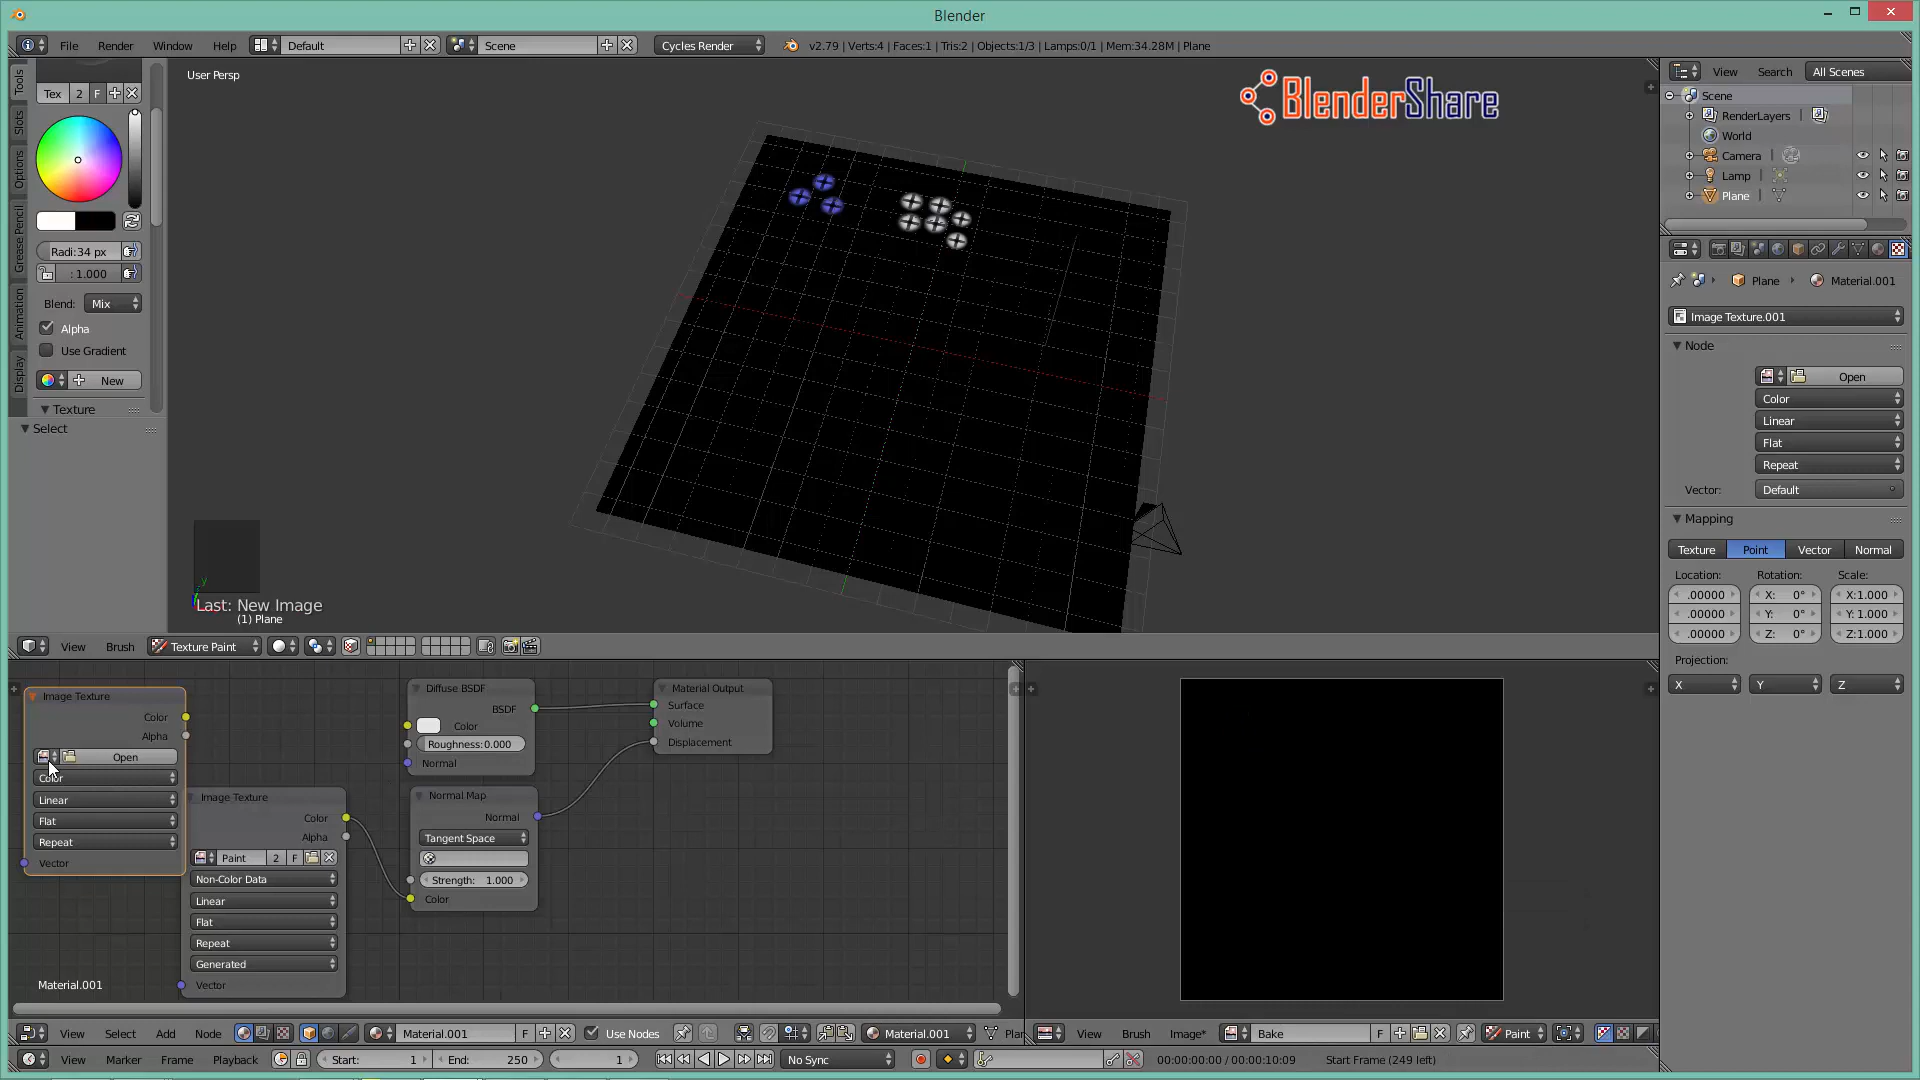 Blender
File Render Window Help Default Scene Cycles Render v2.79 | Verts:4 | Faces:1 | Tris:2 | Objects:1/3 | Lamps:0/1 | Mem:34.28M | Plane
Tools
Slots
Options
Grease Pencil
Animation
Display
Tex 2 F
Radi:34 px
: 1.000
Blend: Mix
Alpha
Use Gradient
New
Texture
Select
User Persp
BlenderShare
y
Last: New Image
(1) Plane
View Brush Texture Paint
View Search All Scenes
Scene
RenderLayers
World
Camera
Lamp
Plane
Plane Material.001
Image Texture.001
Node
Open
Color
Linear
Flat
Repeat
Vector: Default
Mapping
Texture Point Vector Normal
Location: Rotation: Scale:
.00000 X: 0° X:1.000
.00000 Y: 0° Y: 1.000
.00000 Z: 0° Z:1.000
Projection:
X Y Z
Image Texture
Color
Alpha
Open
Color
Linear
Flat
Repeat
Vector
Image Texture
Color
Alpha
Paint 2 F
Non-Color Data
Linear
Flat
Repeat
Generated
Vector
Diffuse BSDF
BSDF
Color
Roughness:0.000
Normal
Normal Map
Normal
Tangent Space
Strength: 1.000
Color
Material Output
Surface
Volume
Displacement
Material.001
View Select Add Node Material.001 F Use Nodes Material.001 Plar
View Brush Image* Bake F Paint
View Marker Frame Playback Start: 1 End: 250 1 No Sync 00:00:00:00 / 00:00:10:09 Start Frame (249 left)